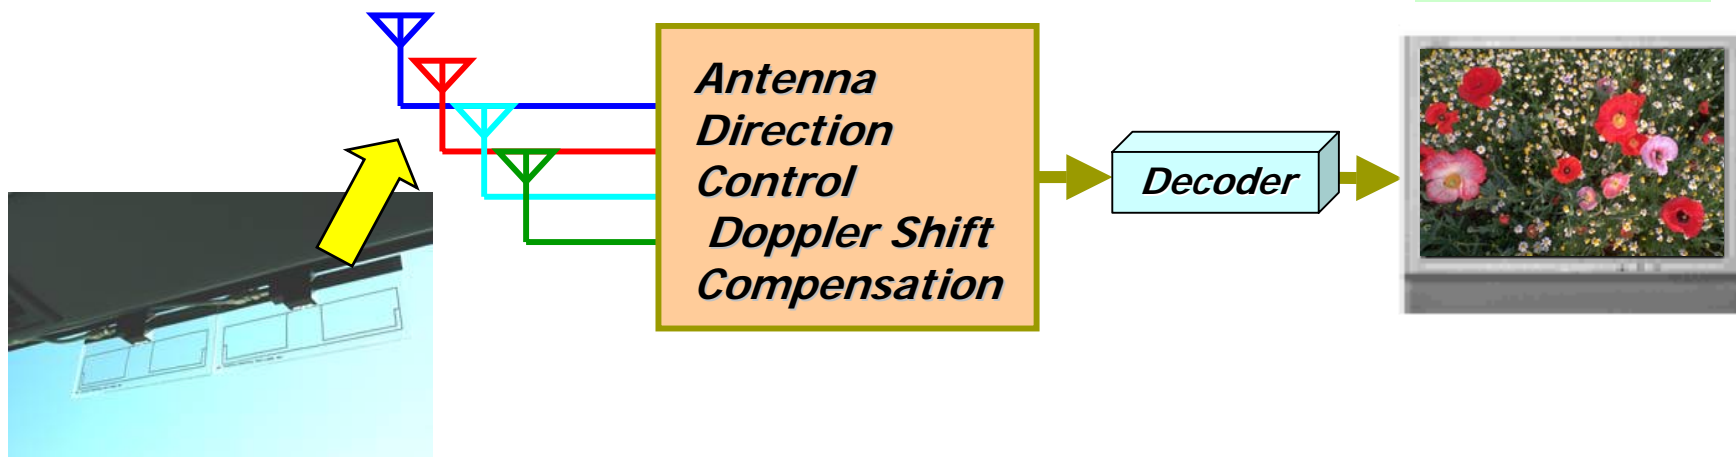 Antenna
Direction
Control
Doppler Shift
Compensation
Decoder